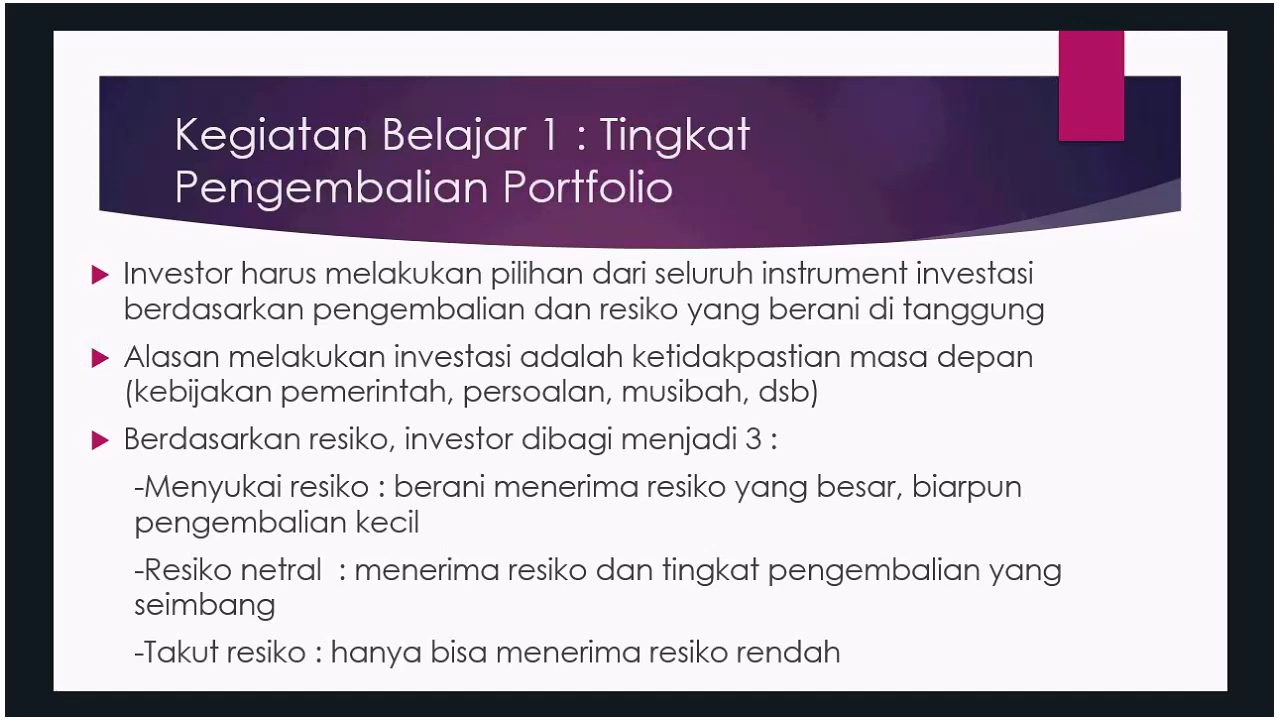 Kegiatan Belajar 1 : Tingkat
Pengembalian Portfolio
Investor harus melakukan pilihan dari seluruh instrument investasi
berdasarkan pengembalian dan resiko yang berani di tanggung
Alasan melakukan investasi adalah ketidakpastian masa depan
(kebijakan pemerintah, persoalan, musibah, dsb)
Berdasarkan resiko, investor dibagi menjadi 3 :
-Menyukai resiko : berani menerima resiko yang besar, biarpun
pengembalian kecil
-Resiko netral : menerima resiko dan tingkat pengembalian yang
seimbang
-Takut resiko : hanya bisa menerima resiko rendah